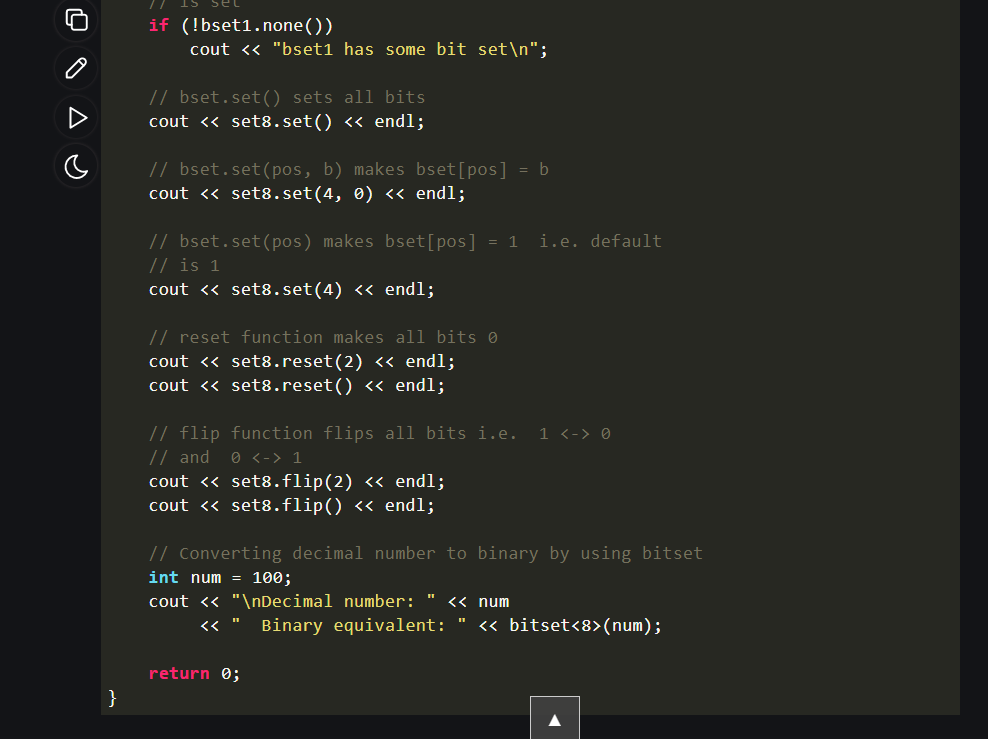 // is set
if (!bset1.none())
cout << "bset1 has some bit set\n";
// bset.set() sets all bits
cout << set8.set() << endl;
// bset.set(pos, b) makes bset[pos] = b
cout << set8.set(4, 0) << endl;
// bset.set(pos) makes bset[pos] = 1  i.e. default
// is 1
cout << set8.set(4) << endl;
// reset function makes all bits 0
cout << set8.reset(2) << endl;
cout << set8.reset() << endl;
// flip function flips all bits i.e.  1 <-> 0
// and  0 <-> 1
cout << set8.flip(2) << endl;
cout << set8.flip() << endl;
// Converting decimal number to binary by using bitset
int num = 100;
cout << "\nDecimal number: " << num
<< "  Binary equivalent: " << bitset<8>(num);
return 0;
}